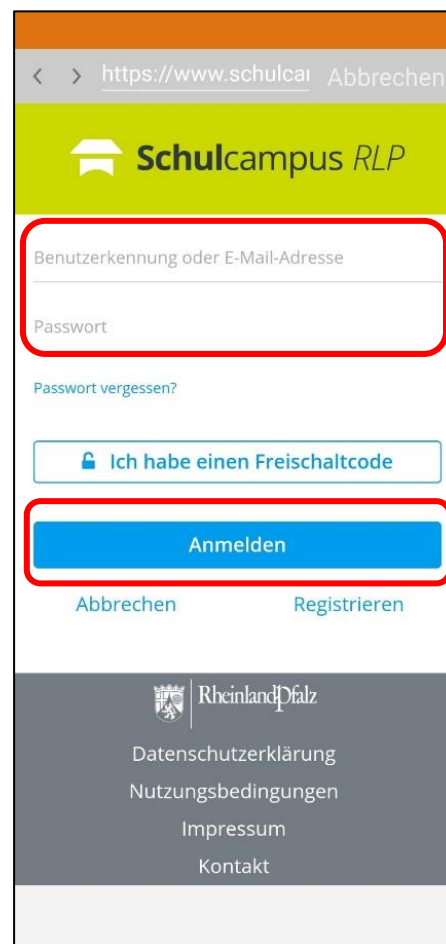 https://www.schulcai Abbrechen
Schulcampus RLP
Benutzerkennung oder E-Mail-Adresse
Passwort
Passwort vergessen?
Ich habe einen Freischaltcode
Anmelden
Abbrechen Registrieren
RheinlandPfalz
Datenschutzerklärung
Nutzungsbedingungen
Impressum
Kontakt